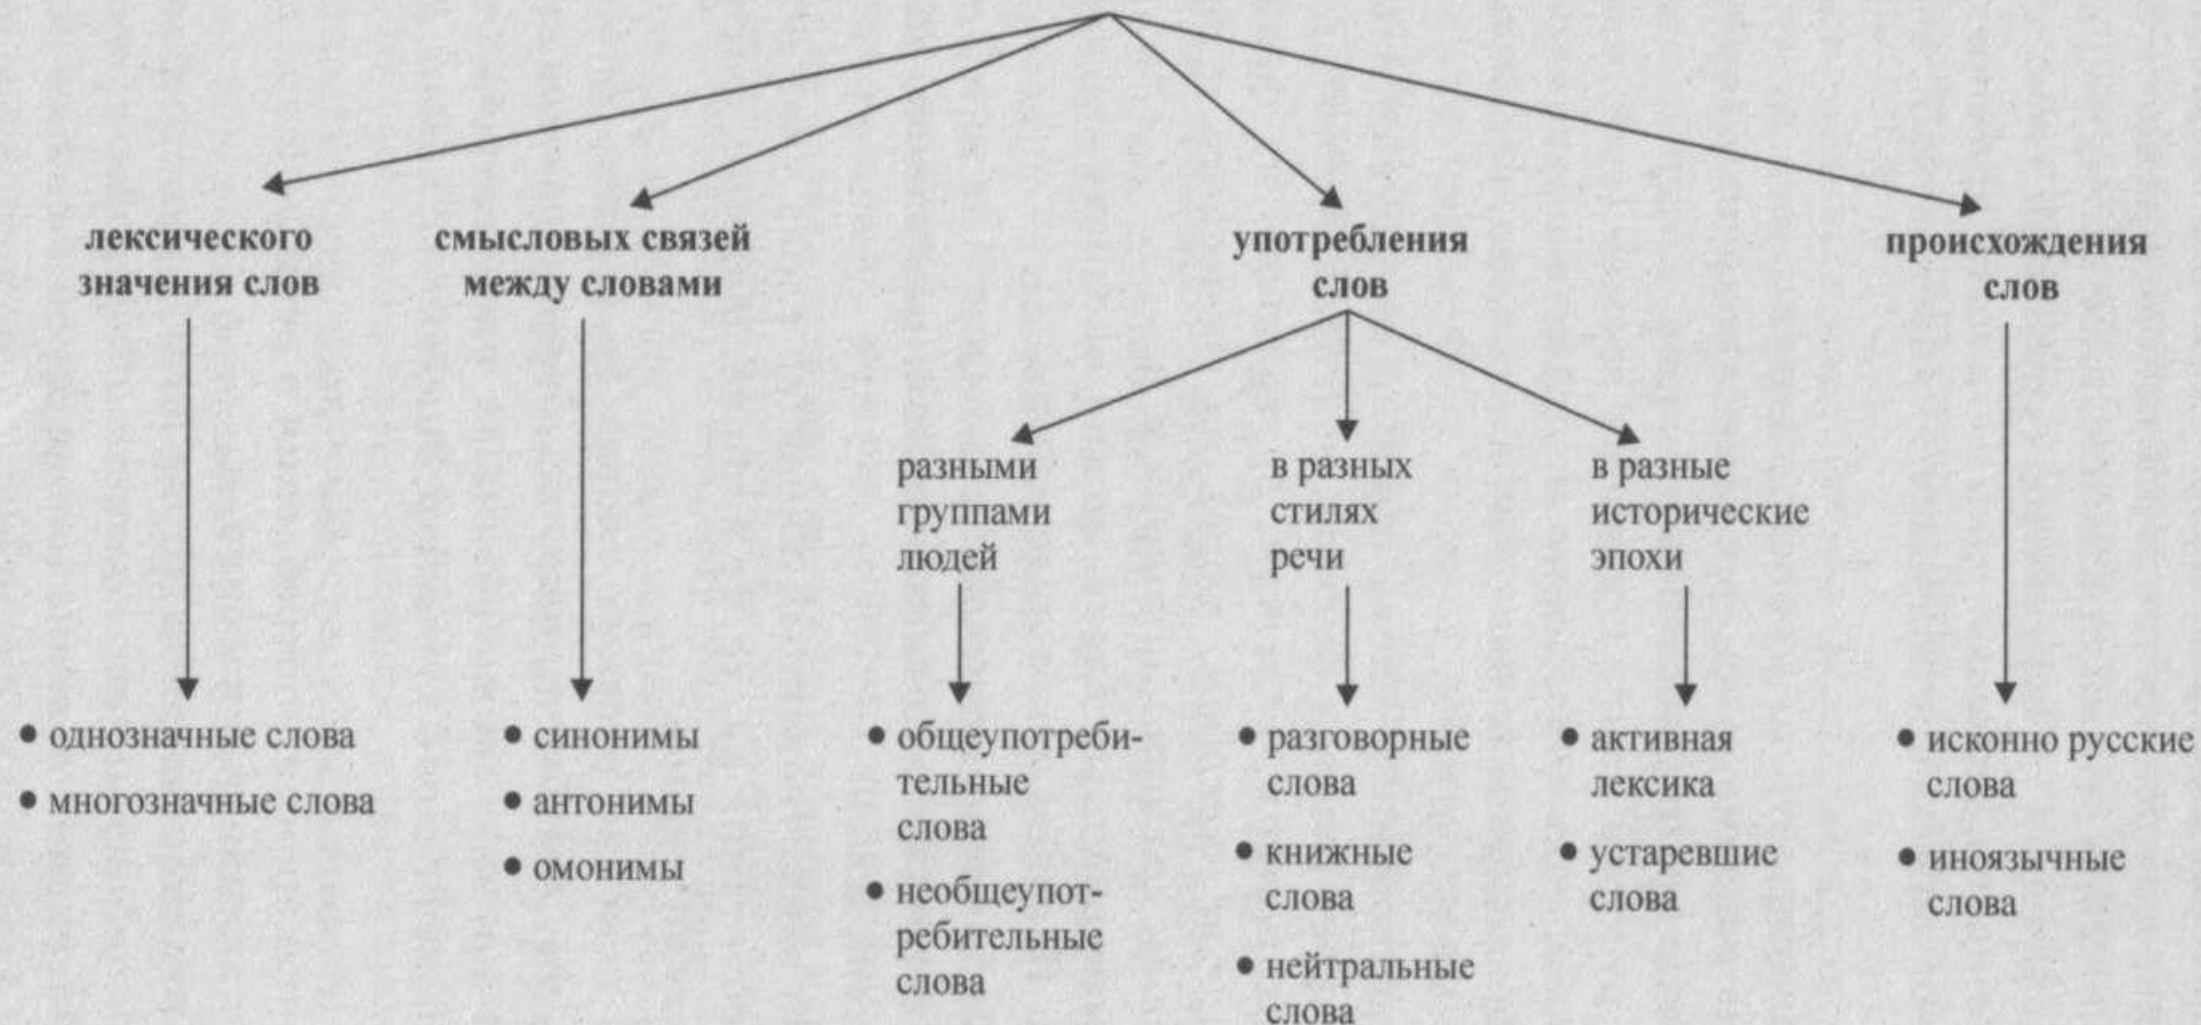 лексического
значения слов
смысловых связей
между словами
употребления
слов
происхождения
слов
разными
группами
людей
в разных
стилях
речи
в разные
исторические
эпохи
• однозначные слова
• многозначные слова
• синонимы
• антонимы
• омонимы
• общеупотреби-
тельные
слова
• необщеупот-
ребительные
слова
• разговорные
слова
• книжные
слова
• нейтральные
слова
• активная
лексика
• устаревшие
слова
• исконно русские
слова
• иноязычные
слова